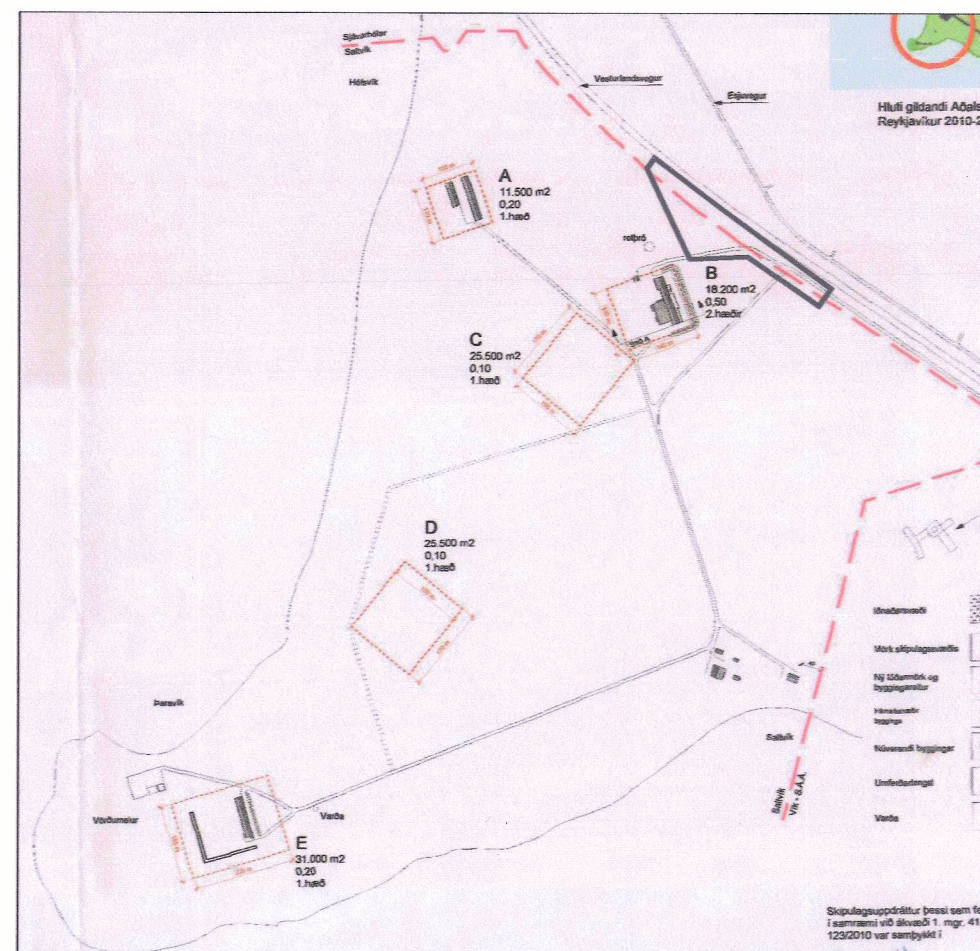 Sjávarhólar
Saltvík
Hófsvík
Vesturlandsvegur
Esjuvegur
Hluti gildandi Aðals
Reykjavíkur 2010-2
A
11.500 m2
0,20
1.hæð
rotþró
B
18.200 m2
0,50
2.hæðir
C
25.500 m2
0,10
1.hæð
D
25.500 m2
0,10
1.hæð
Iðnaðarsvæði
Mörk skipulagssvæðis
Ný lóðarmörk og
byggingarreitur
Núverandi byggingar
Varða
Þaravík
Saltvík
Saltvík
Vík - S.Á.Á.
Vörðumelur
Varða
E
31.000 m2
0,20
1.hæð
Skipulagsuppdráttur þessi sem fe
í samræmi við ákvæði 1. mgr. 41
123/2010 var samþykkt í